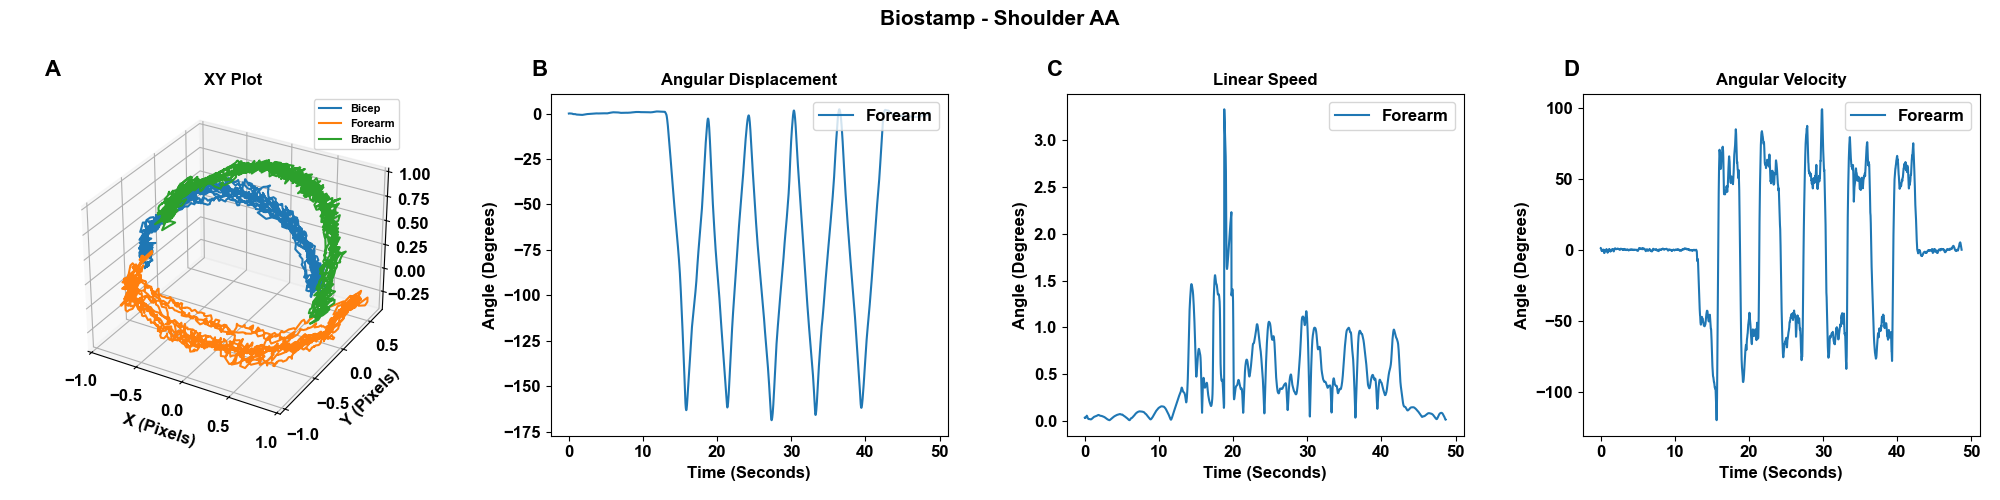 Biostamp - Shoulder AA
A
XY Plot
Bicep
Forearm
Brachio
1.00
0.75
0.50
0.25
0.00
−0.25
0.5
0.0
−0.5
−1.0
Y (Pixels)
−1.0
−0.5
0.0
0.5
1.0
X (Pixels)
B
Angular Displacement
Forearm
0
−25
−50
−75
−100
−125
−150
−175
Angle (Degrees)
0 10 20 30 40 50
Time (Seconds)
C
Linear Speed
Forearm
3.0
2.5
2.0
1.5
1.0
0.5
0.0
Angle (Degrees)
0 10 20 30 40 50
Time (Seconds)
D
Angular Velocity
Forearm
100
50
0
−50
−100
Angle (Degrees)
0 10 20 30 40 50
Time (Seconds)